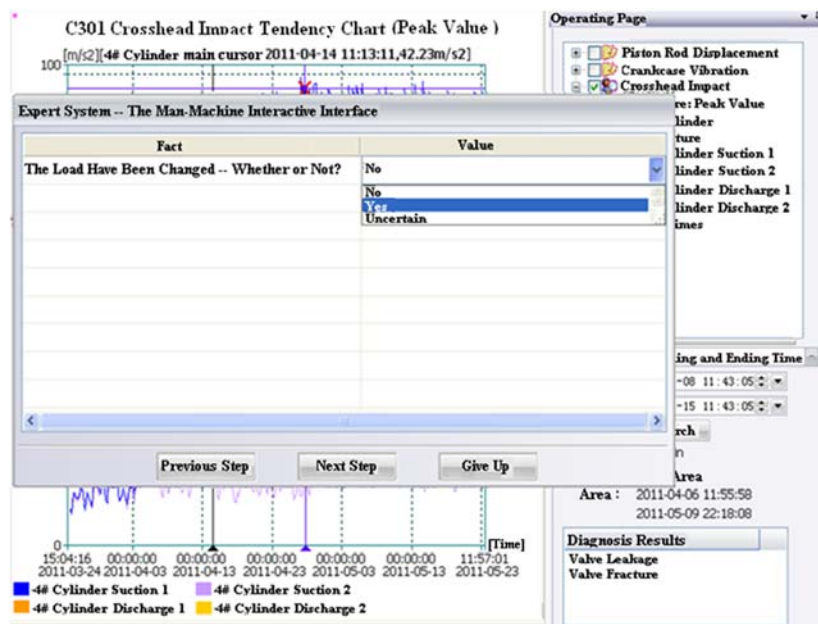 C301 Crosshead Impact Tendency Chart (Peak Value )
[m/s2][4# Cylinder main cursor 2011-04-14 11:13:11,42.23m/s2]
100
Operating Page
Piston Rod Displacement
Crankcase Vibration
Crosshead Impact
re: Peak Value
linder
ture
linder Suction 1
linder Suction 2
linder Discharge 1
linder Discharge 2
imes
Expert System -- The Man-Machine Interactive Interface
Fact Value
The Load Have Been Changed -- Whether or Not? No
No
Yes
Uncertain
Previous Step Next Step Give Up
ing and Ending Time
-08 11:43:05
-15 11:43:05
rch
n
Area
Area : 2011-04-06 11:55:58
2011-05-09 22:18:08
Diagnosis Results
Valve Leakage
Valve Fracture
0
[Time]
15:04:16 00:00:00 00:00:00 00:00:00 00:00:00 00:00:00 11:57:01
2011-03-24 2011-04-03 2011-04-13 2011-04-23 2011-05-03 2011-05-13 2011-05-23
4# Cylinder Suction 1 4# Cylinder Suction 2
4# Cylinder Discharge 1 4# Cylinder Discharge 2